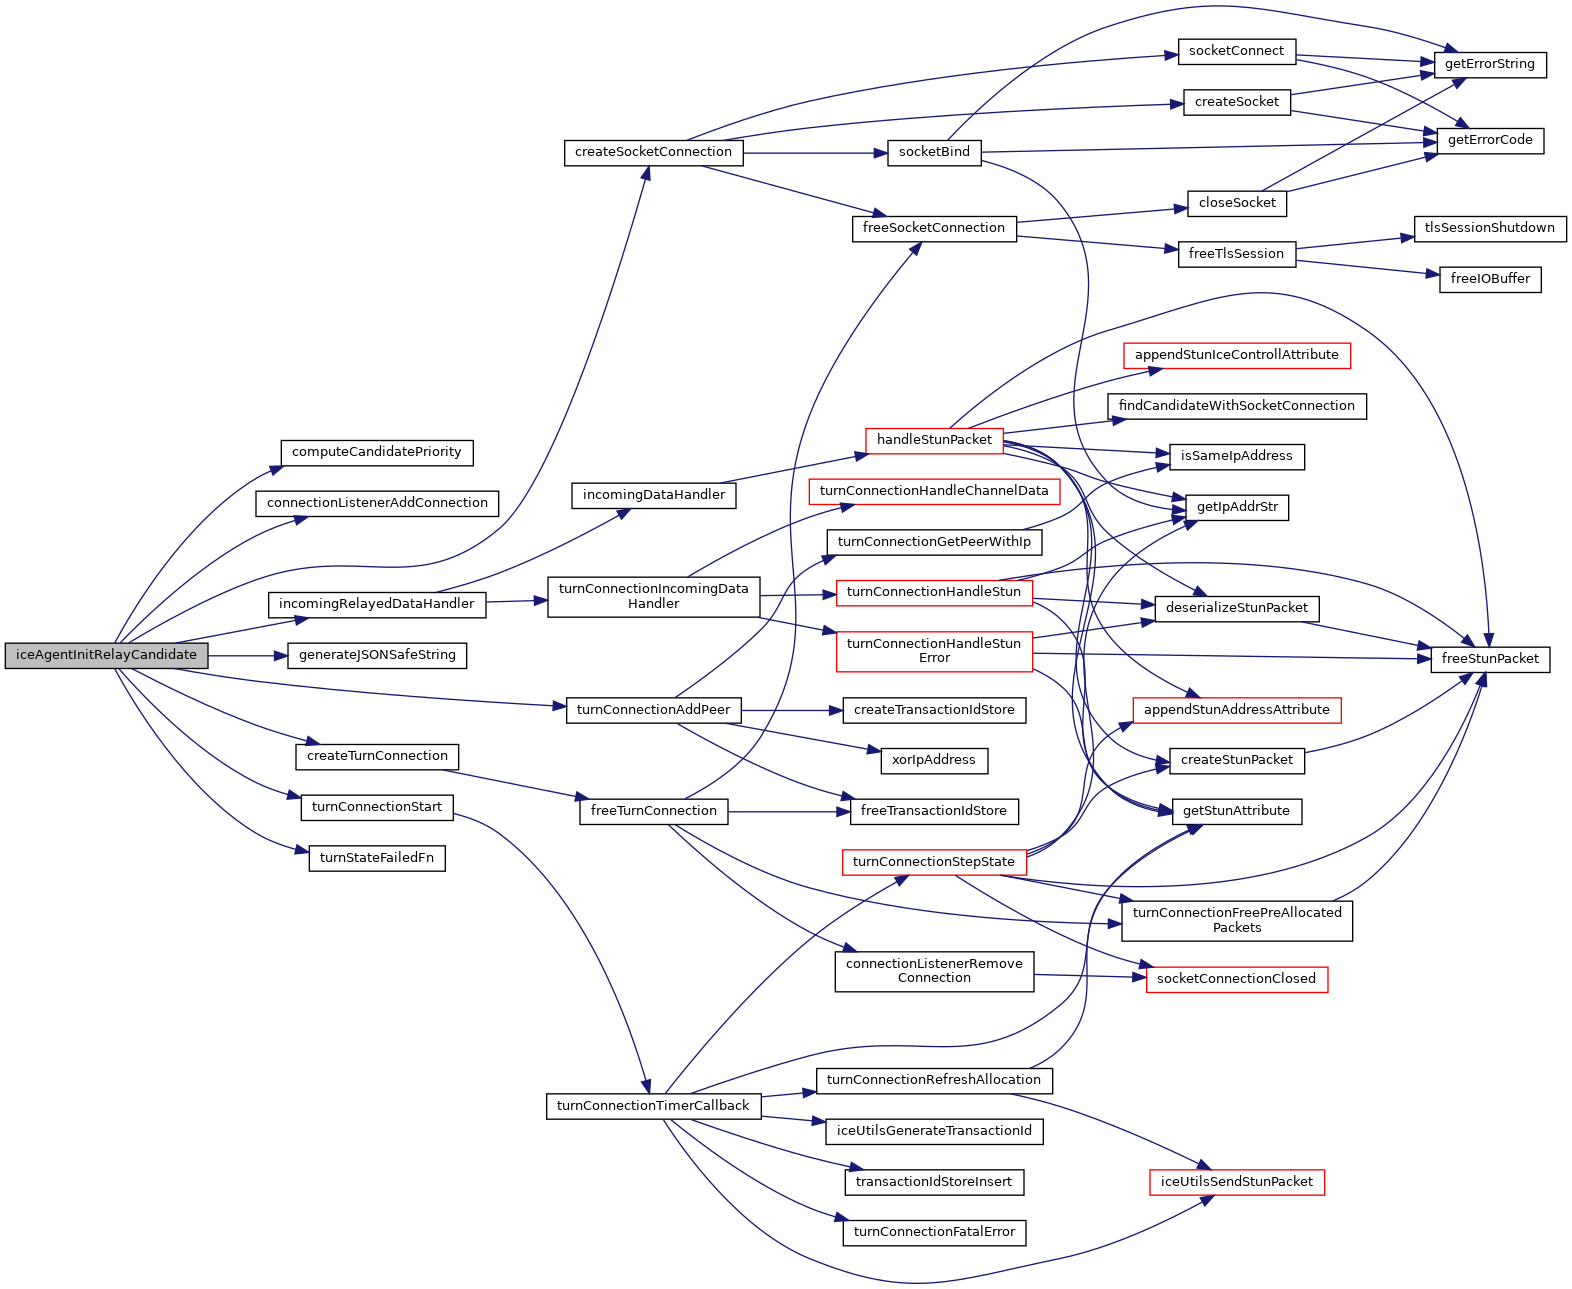 iceAgentInitRelayCandidate
computeCandidatePriority
connectionListenerAddConnection
createSocketConnection
incomingRelayedDataHandler
generateJSONSafeString
turnConnectionAddPeer
createTurnConnection
turnConnectionStart
turnStateFailedFn
socketConnect
createSocket
socketBind
freeSocketConnection
getErrorString
getErrorCode
closeSocket
freeTlsSession
tlsSessionShutdown
freeIOBuffer
incomingDataHandler
handleStunPacket
appendStunIceControllAttribute
findCandidateWithSocketConnection
isSameIpAddress
getIpAddrStr
turnConnectionIncomingData
Handler
turnConnectionHandleChannelData
turnConnectionGetPeerWithIp
turnConnectionHandleStun
turnConnectionHandleStun
Error
deserializeStunPacket
freeStunPacket
createTransactionIdStore
xorIpAddress
freeTransactionIdStore
appendStunAddressAttribute
createStunPacket
getStunAttribute
freeTurnConnection
turnConnectionStepState
turnConnectionFreePreAllocated
Packets
connectionListenerRemove
Connection
socketConnectionClosed
turnConnectionTimerCallback
turnConnectionRefreshAllocation
iceUtilsGenerateTransactionId
transactionIdStoreInsert
turnConnectionFatalError
iceUtilsSendStunPacket